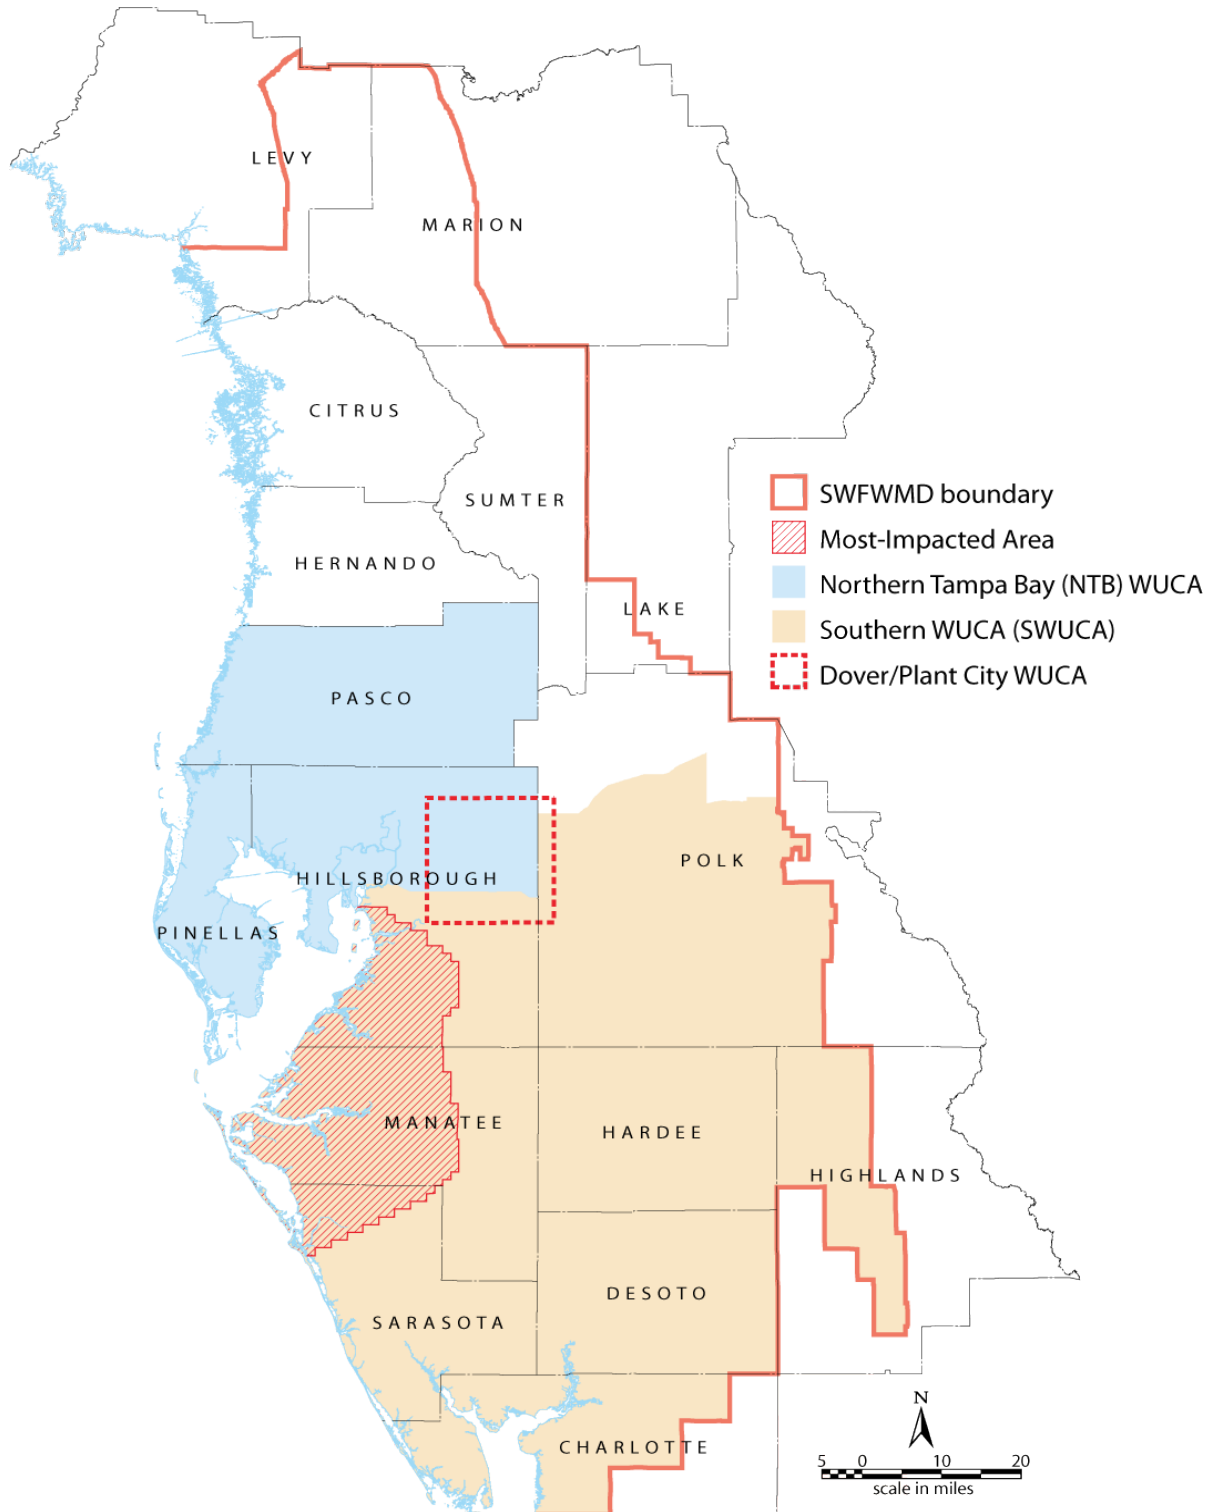 LEVY
MARION
CITRUS
SUMTER
SWFWMD boundary
Most-Impacted Area
HERNANDO
Northern Tampa Bay (NTB) WUCA
LAKE
Southern WUCA (SWUCA)
Dover/Plant City WUCA
PASCO
POLK
HILLSBOROUGH
PINELLAS
MANATEE
HARDEE
HIGHLANDS
DESOTO
SARASOTA
N
CHARLOTTE
5 0 10 20
scale in miles